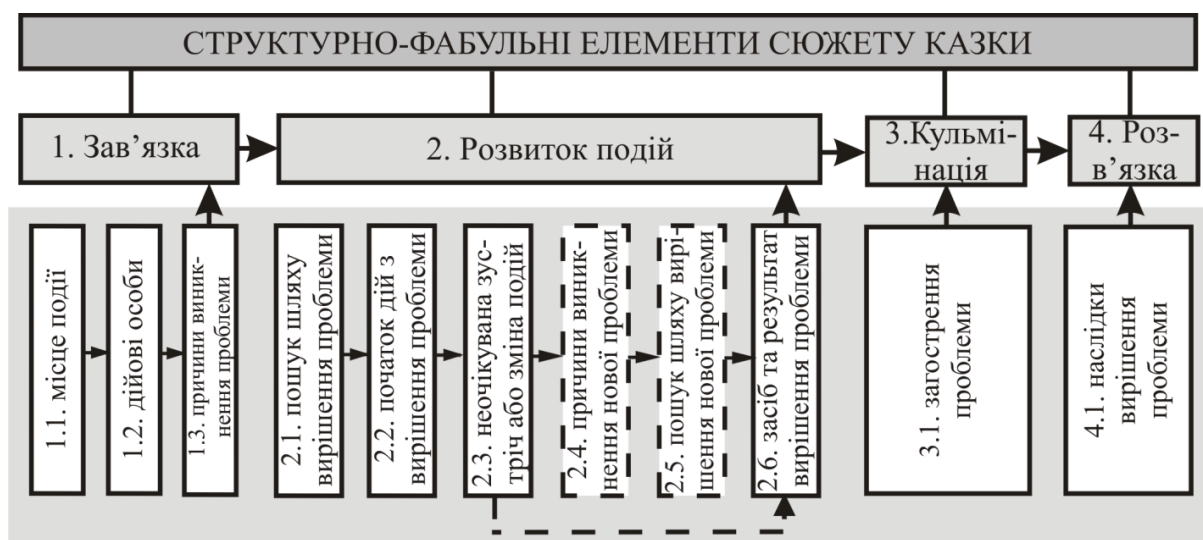 СТРУКТУРНО-ФАБУЛЬНІ ЕЛЕМЕНТИ СЮЖЕТУ КАЗКИ
1. Зав’язка
2. Розвиток подій
3.Кульмі-
нація
4. Роз-
в’язка
1.1. місце події
1.2. дійові особи
1.3. причини виник-
нення проблеми
2.1. пошук шляху
вирішення проблеми
2.2. початок дій з
вирішення проблеми
2.3. неочікувана зус-
тріч або зміна подій
2.4. причини виник-
нення нової проблеми
2.5. пошук шляху вирі-
шення нової проблеми
2.6. засіб та результат
вирішення проблеми
3.1. загострення
проблеми
4.1. наслідки
вирішення
проблеми